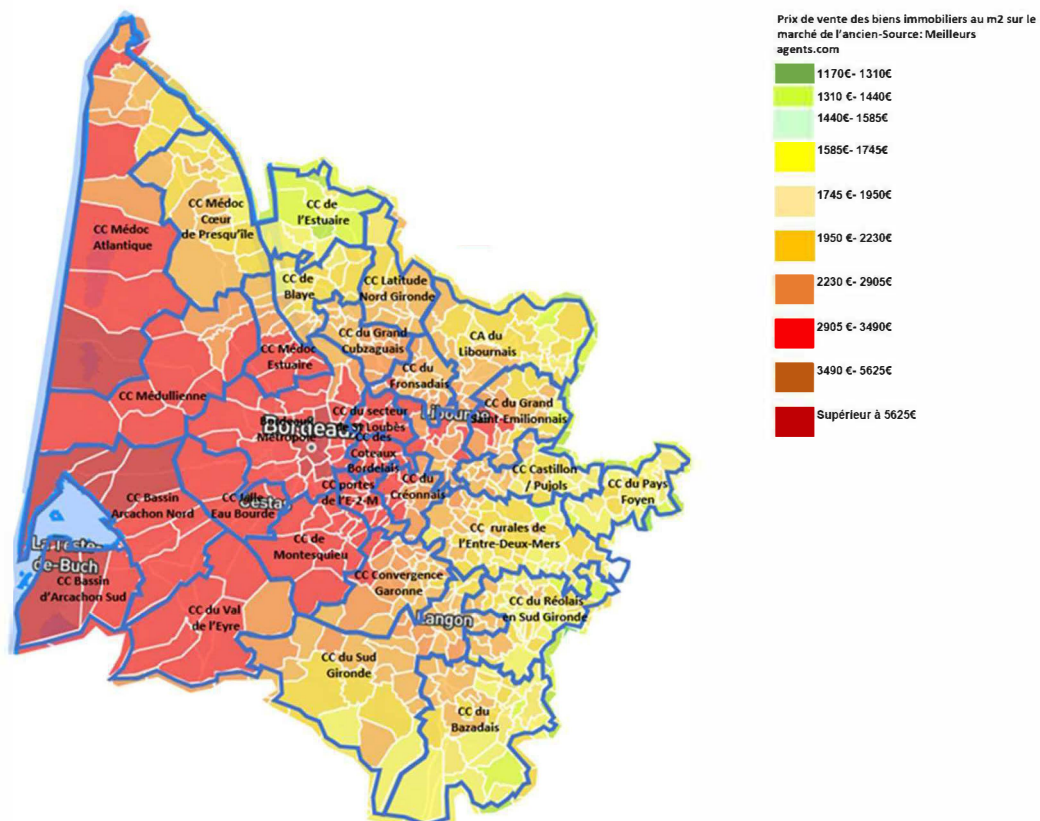 Prix de vente des biens immobiliers au m2 sur le
marché de l'ancien-Source: Meilleurs
agents.com
1170€- 1310€
1310 €- 1440€
1440€- 1585€
1585€- 1745€
1745 €- 1950€
1950 €- 2230€
2230 €- 2905€
2905 €- 3490€
3490 €- 5625€
Supérieur à 5625€
CC Médoc
Atlantique
CC Médoc
Cœur
de Presqu'île
CC de
l'Estuaire
CC de
Blaye
CC Latitude
Nord Gironde
CC du Grand
Cubzaguais
CA du
Libournais
CC Médoc
Estuaire
CC du
Fronsadais
CC Médullienne
CC du Grand
Saint-Emilionnais
Libourne
CC du secteur
de St Loubès
Bordeaux
Métropole
Bordeaux
CC des
Coteaux
Bordelais
CC Castillon
/ Pujols
CC du Pays
Foyen
CC portes
de l'E-2-M
CC du
Créonnais
CC Bassin
Arcachon Nord
CC Jalle
Eau Bourde
Cestas
CC rurales de
l'Entre-Deux-Mers
CC de
Montesquieu
La Teste-
de-Buch
CC Bassin
d'Arcachon Sud
CC Convergence
Garonne
CC du Val
de l'Eyre
CC du Réolais
en Sud Gironde
Langon
CC du Sud
Gironde
CC du
Bazadais